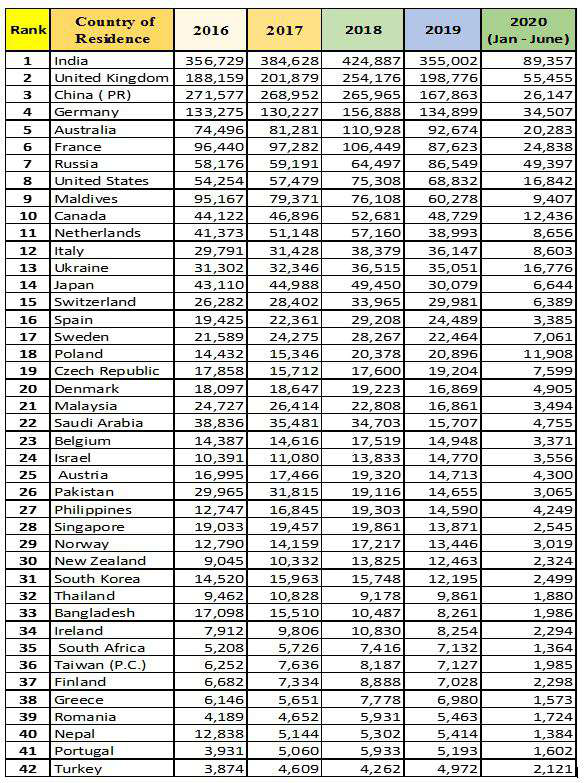 Rank Country of Residence 2016 2017 2018 2019 2020 (Jan - June)
1 India 356,729 384,628 424,887 355,002 89,357
2 United Kingdom 188,159 201,879 254,176 198,776 55,455
3 China ( PR) 271,577 268,952 265,965 167,863 26,147
4 Germany 133,275 130,227 156,888 134,899 34,507
5 Australia 74,496 81,281 110,928 92,674 20,283
6 France 96,440 97,282 106,449 87,623 24,838
7 Russia 58,176 59,191 64,497 86,549 49,397
8 United States 54,254 57,479 75,308 68,832 16,842
9 Maldives 95,167 79,371 76,108 60,278 9,407
10 Canada 44,122 46,896 52,681 48,729 12,436
11 Netherlands 41,373 51,148 57,160 38,993 8,656
12 Italy 29,791 31,428 38,379 36,147 8,603
13 Ukraine 31,302 32,346 36,515 35,051 16,776
14 Japan 43,110 44,988 49,450 30,079 6,644
15 Switzerland 26,282 28,402 33,965 29,981 6,389
16 Spain 19,425 22,361 29,208 24,489 3,385
17 Sweden 21,589 24,275 28,267 22,464 7,061
18 Poland 14,432 15,346 20,378 20,896 11,908
19 Czech Republic 17,858 15,712 17,600 19,204 7,599
20 Denmark 18,097 18,647 19,223 16,869 4,905
21 Malaysia 24,727 26,414 22,808 16,861 3,494
22 Saudi Arabia 38,836 35,481 34,703 15,707 4,755
23 Belgium 14,387 14,616 17,519 14,948 3,371
24 Israel 10,391 11,080 13,833 14,770 3,556
25 Austria 16,995 17,466 19,320 14,713 4,300
26 Pakistan 29,965 31,815 19,116 14,655 3,065
27 Philippines 12,747 16,845 19,303 14,590 4,249
28 Singapore 19,033 19,457 19,861 13,871 2,545
29 Norway 12,790 14,159 17,217 13,446 3,019
30 New Zealand 9,045 10,332 13,825 12,463 2,324
31 South Korea 14,520 15,963 15,748 12,195 2,499
32 Thailand 9,462 10,828 9,178 9,861 1,880
33 Bangladesh 17,098 15,510 10,487 8,261 1,986
34 Ireland 7,912 9,806 10,830 8,254 2,294
35 South Africa 5,208 5,726 7,416 7,132 1,364
36 Taiwan (P.C.) 6,252 7,636 8,187 7,127 1,985
37 Finland 6,682 7,334 8,888 7,028 2,298
38 Greece 6,146 5,651 7,778 6,980 1,573
39 Romania 4,189 4,652 5,931 5,463 1,724
40 Nepal 12,838 5,144 5,302 5,414 1,384
41 Portugal 3,931 5,060 5,933 5,193 1,602
42 Turkey 3,874 4,609 4,262 4,972 2,121